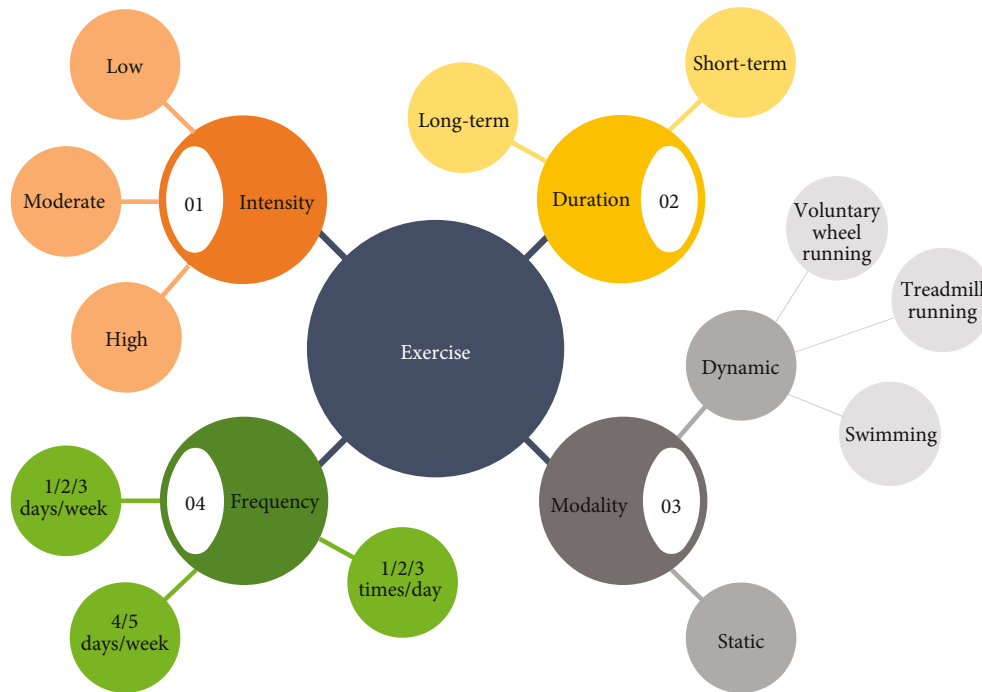 Low
Moderate
High
01
Intensity
Long-term
Short-term
Duration
02
Exercise
Voluntary
wheel
running
Treadmill
running
Dynamic
Swimming
Modality
03
Static
04
Frequency
1/2/3
days/week
4/5
days/week
1/2/3
times/day